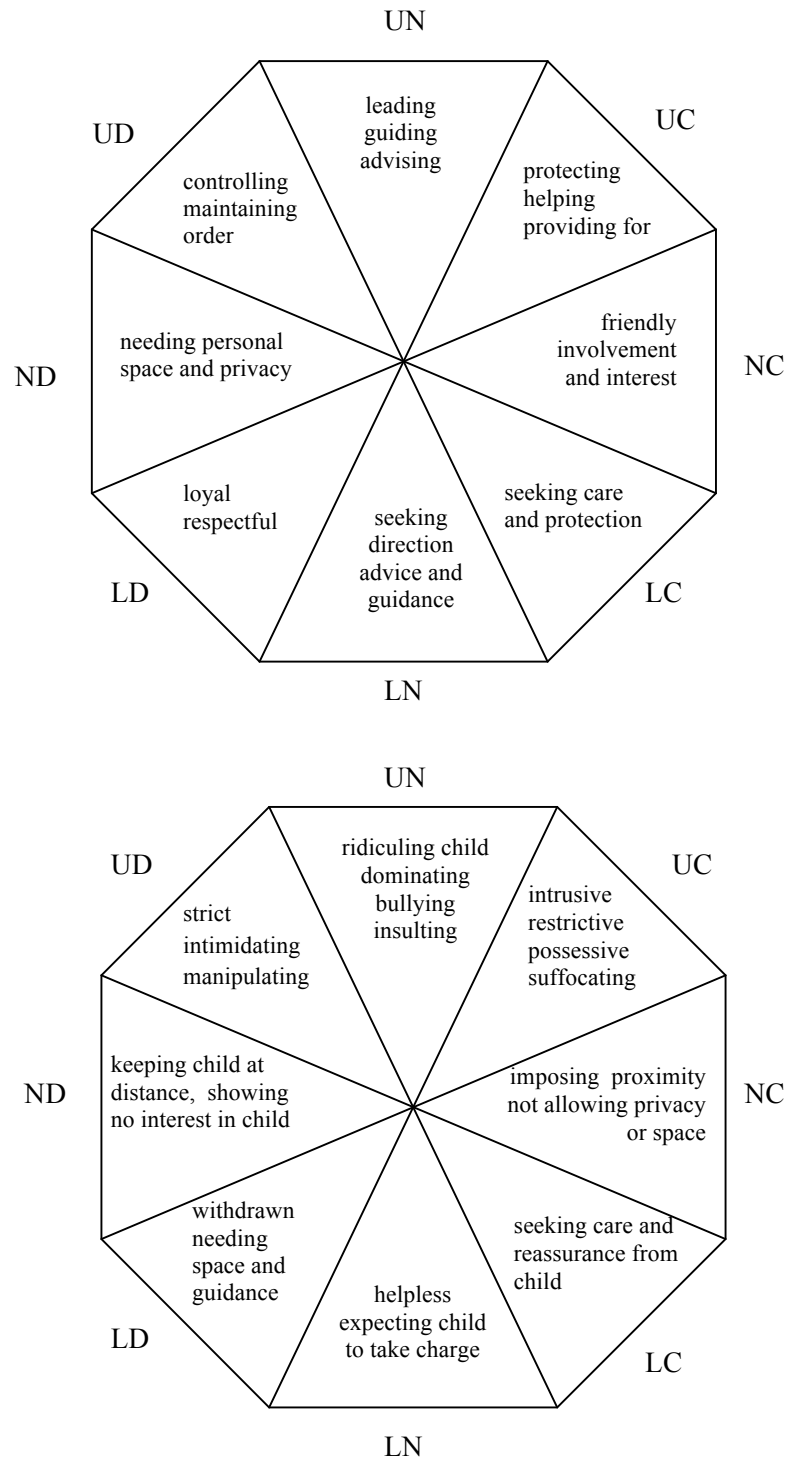 UN
UD
UC
leading
guiding
advising
controlling
maintaining
order
protecting
helping
providing for
ND
needing personal
space and privacy
friendly
involvement
and interest
NC
loyal
respectful
seeking
direction
advice and
guidance
seeking care
and protection
LD
LC
LN
UN
UD
UC
ridiculing child
dominating
bullying
insulting
strict
intimidating
manipulating
intrusive
restrictive
possessive
suffocating
ND
keeping child at
distance, showing
no interest in child
imposing proximity
not allowing privacy
or space
NC
withdrawn
needing
space and
guidance
helpless
expecting child
to take charge
seeking care and
reassurance from
child
LD
LC
LN